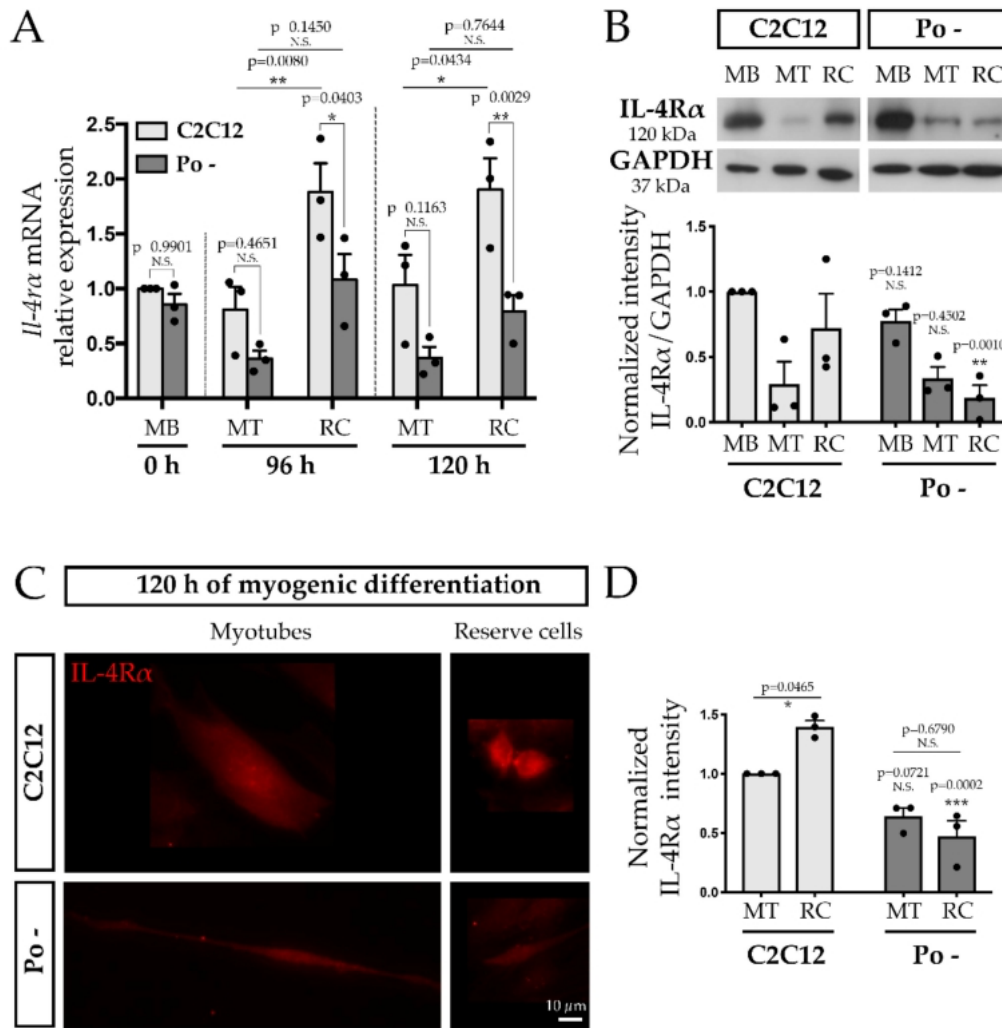 A
p 0.1450
N.S.
p=0.0080
**
p=0.0403
*
p=0.7644
N.S.
p=0.0434
*
p 0.0029
**
C2C12
Po -
p 0.9901
N.S.
p=0.4651
N.S.
p 0.1163
N.S.
Il-4rα mRNA
relative expression
2.5
2.0
1.5
1.0
0.5
0.0
MB MT RC MT RC
0 h 96 h 120 h
B
C2C12 Po -
MB MT RC MB MT RC
IL-4Rα
120 kDa
GAPDH
37 kDa
Normalized intensity
IL-4Rα/GAPDH
1.5
1.0
0.5
0.0
p=0.1412
N.S.
p=0.4502
N.S.
p=0.0010
**
MB MT RC MB MT RC
C2C12 Po -
C
120 h of myogenic differentiation
Myotubes Reserve cells
C2C12
IL-4Rα
Po -
10 µm
D
Normalized
IL-4Rα intensity
1.5
1.0
0.5
0.0
p=0.0465
*
p=0.6790
N.S.
p=0.0721
N.S.
p=0.0002
***
MT RC MT RC
C2C12 Po -